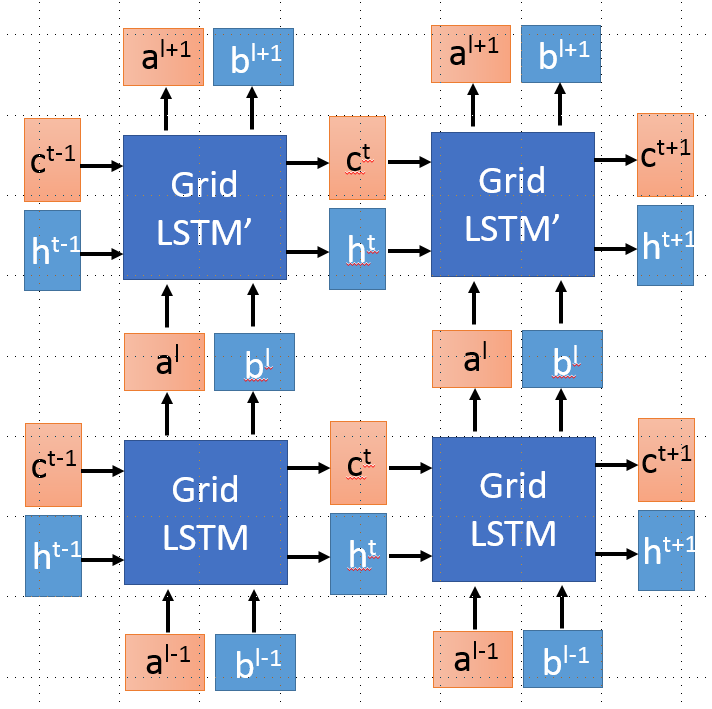 a^l+1 b^l+1 a^l+1 b^l+1
c^t-1 Grid LSTM’ c^t Grid LSTM’ c^t+1
h^t-1 h^t h^t+1
a^l b^l a^l b^l
c^t-1 Grid LSTM c^t Grid LSTM c^t+1
h^t-1 h^t h^t+1
a^l-1 b^l-1 a^l-1 b^l-1